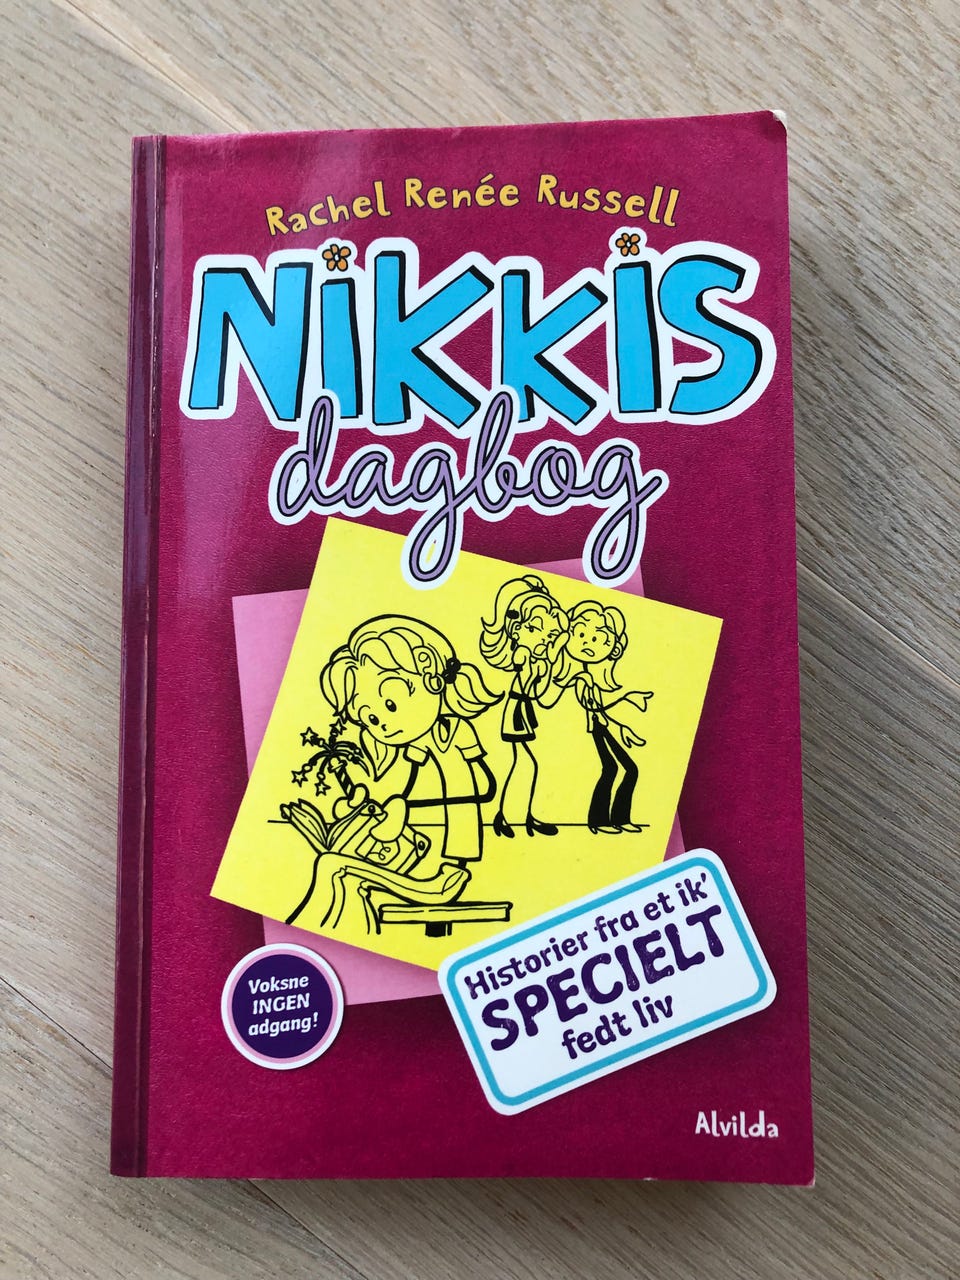 Rachel Renée Russell
NiKKiS
dagbog
Historier fra et ik'
SPECIELT
fedt liv
Voksne
INGEN
adgang!
Alvilda